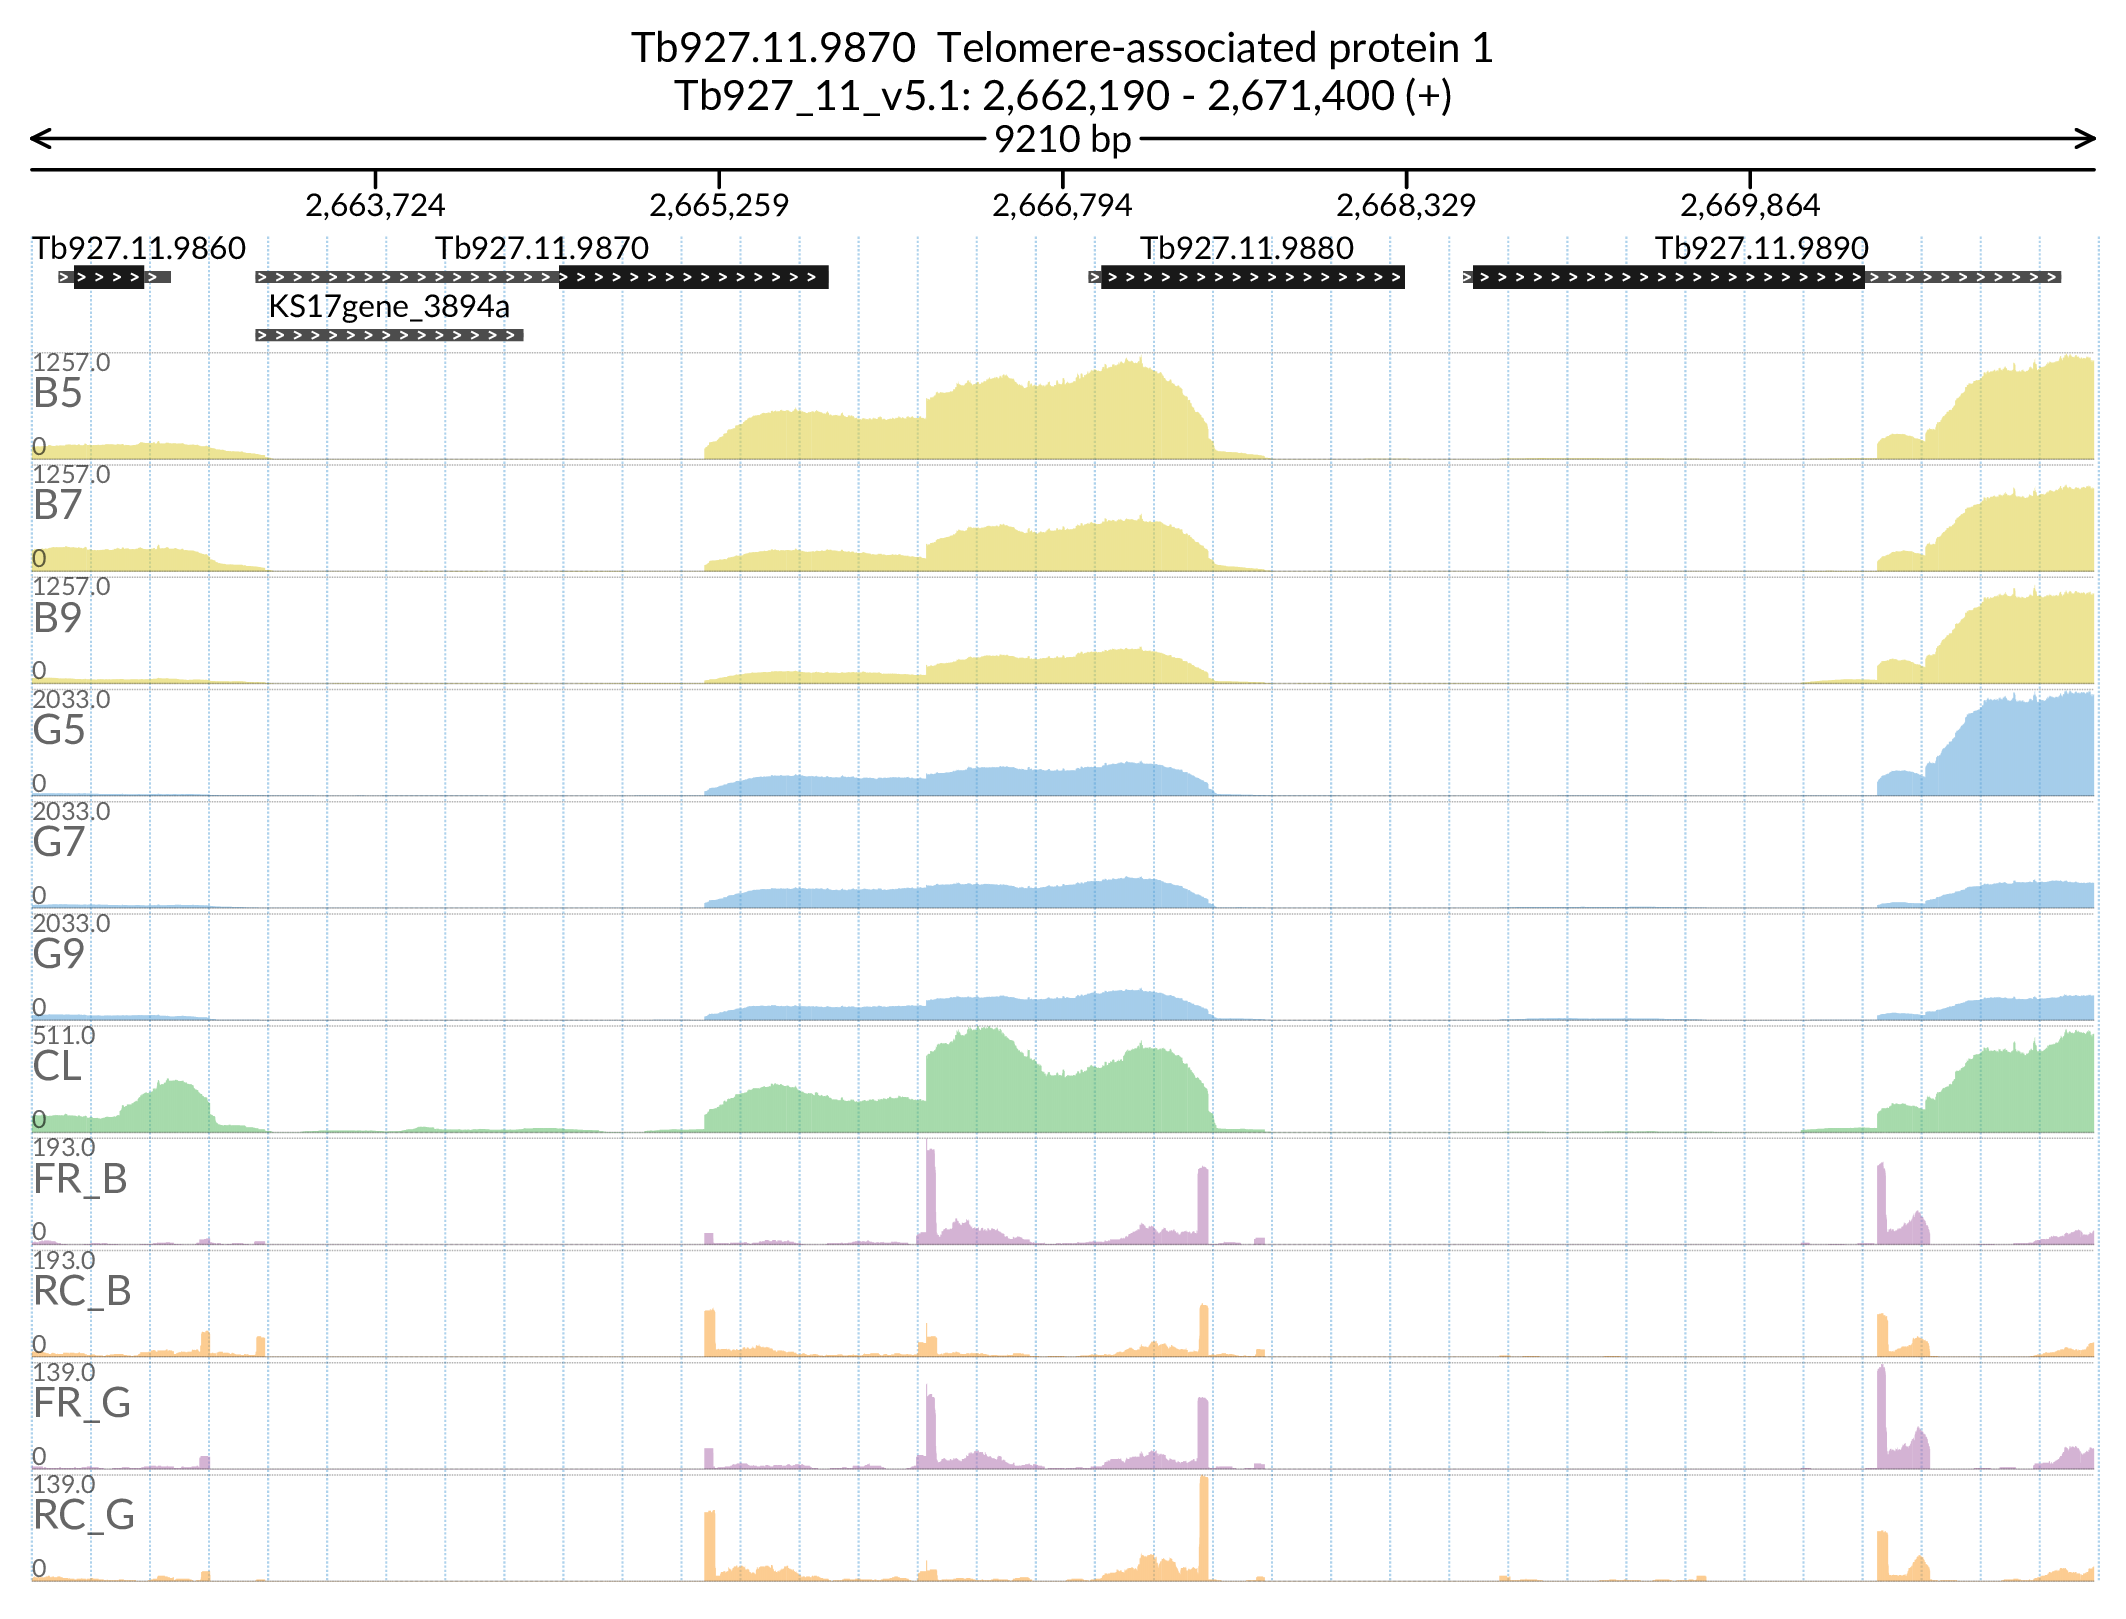 Tb927.11.9870 Telomere-associated protein 1
Tb927_11_v5.1: 2,662,190 - 2,671,400 (+)
9210 bp
2,663,724 2,665,259 2,666,794 2,668,329 2,669,864
Tb927.11.9860 Tb927.11.9870 Tb927.11.9880 Tb927.11.9890
KS17gene_3894a
1257.0
B5
0
1257.0
B7
0
1257.0
B9
0
2033.0
G5
0
2033.0
G7
0
2033.0
G9
0
511.0
CL
0
193.0
FR_B
0
193.0
RC_B
0
139.0
FR_G
0
139.0
RC_G
0